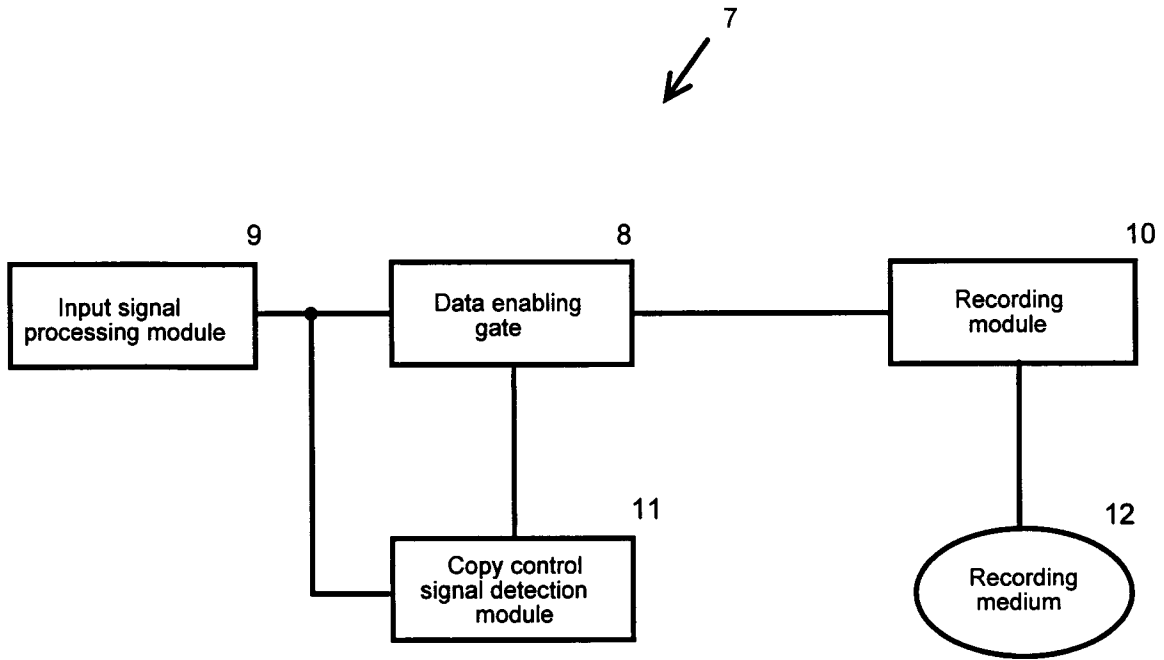 7
9
Input signal
processing module
8
Data enabling
gate
10
Recording
module
11
Copy control
signal detection
module
12
Recording
medium